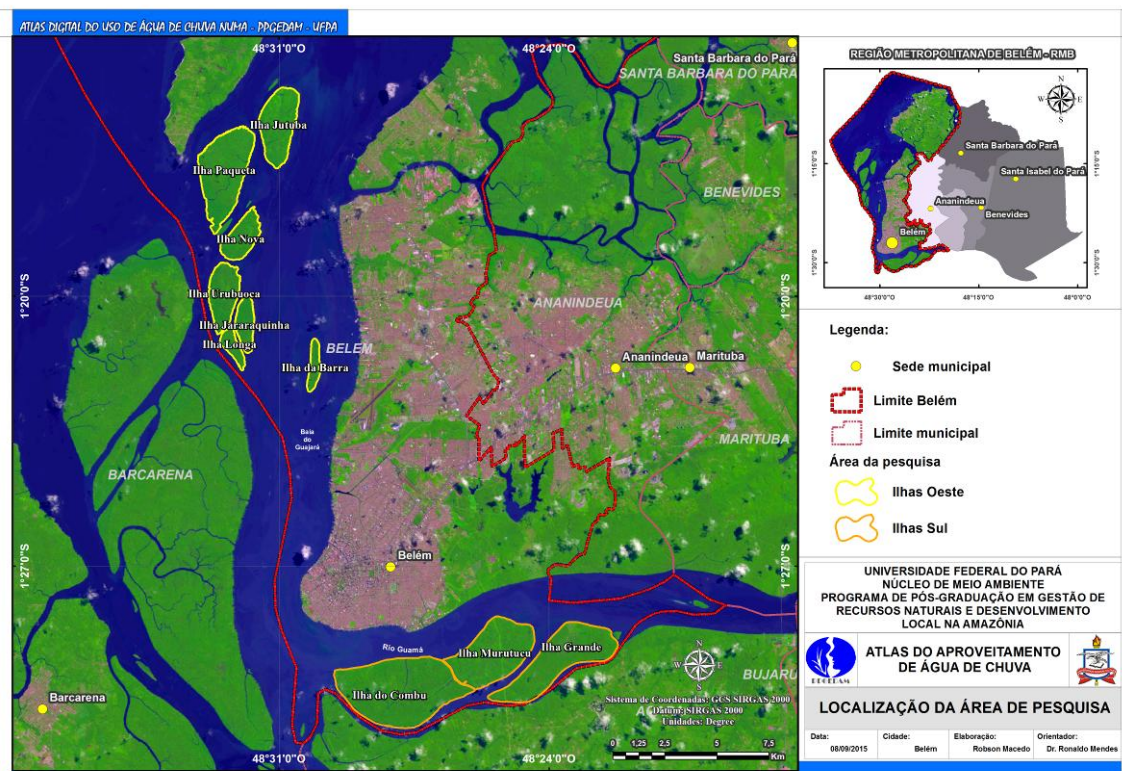 ATLAS DIGITAL DO USO DE ÁGUA DE CHUVA NUMA - PPGEDAM - UFPA
48°31'0"O
48°24'0"O
Santa Barbara do Pará
SANTA BARBARA DO PARÁ
Ilha Jutuba
Ilha Paqueta
BENEVIDES
Ilha Nova
1°20'0"S
1°20'0"S
Ilha Urubuoca
ANANINDEUA
Ilha Jararaquinha
Ilha Longa
BELEM
Ilha da Barra
Ananindeua
Marituba
Baia
do
Guajará
MARITUBA
BARCARENA
1°27'0"S
Belém
1°27'0"S
Rio Guamá
Ilha Murutucu
Ilha Grande
N
W
E
S
BUJARU
Ilha do Combu
Barcarena
Sistema de Coordenadas: GCS SIRGAS 2000
Datum: SIRGAS 2000
Unidades: Degree
0 1,25 2,5 5 7,5
Km
48°31'0"O
48°24'0"O
REGIÃO METROPOLITANA DE BELÉM - RMB
N
W
E
S
Santa Barbara do Pará
1°15'0"S
1°15'0"S
Santa Isabel do Pará
Ananindeua
Benevides
Belém
1°30'0"S
1°30'0"S
48°30'0"O
48°15'0"O
48°0'0"O
Legenda:
Sede municipal
Limite Belém
Limite municipal
Área da pesquisa
Ilhas Oeste
Ilhas Sul
UNIVERSIDADE FEDERAL DO PARÁ
NÚCLEO DE MEIO AMBIENTE
PROGRAMA DE PÓS-GRADUAÇÃO EM GESTÃO DE
RECURSOS NATURAIS E DESENVOLVIMENTO
LOCAL NA AMAZÔNIA
PPGEDAM
ATLAS DO APROVEITAMENTO
DE ÁGUA DE CHUVA
LOCALIZAÇÃO DA ÁREA DE PESQUISA
Data: Cidade: Elaboração: Orientador:
08/09/2015 Belém Robson Macedo Dr. Ronaldo Mendes